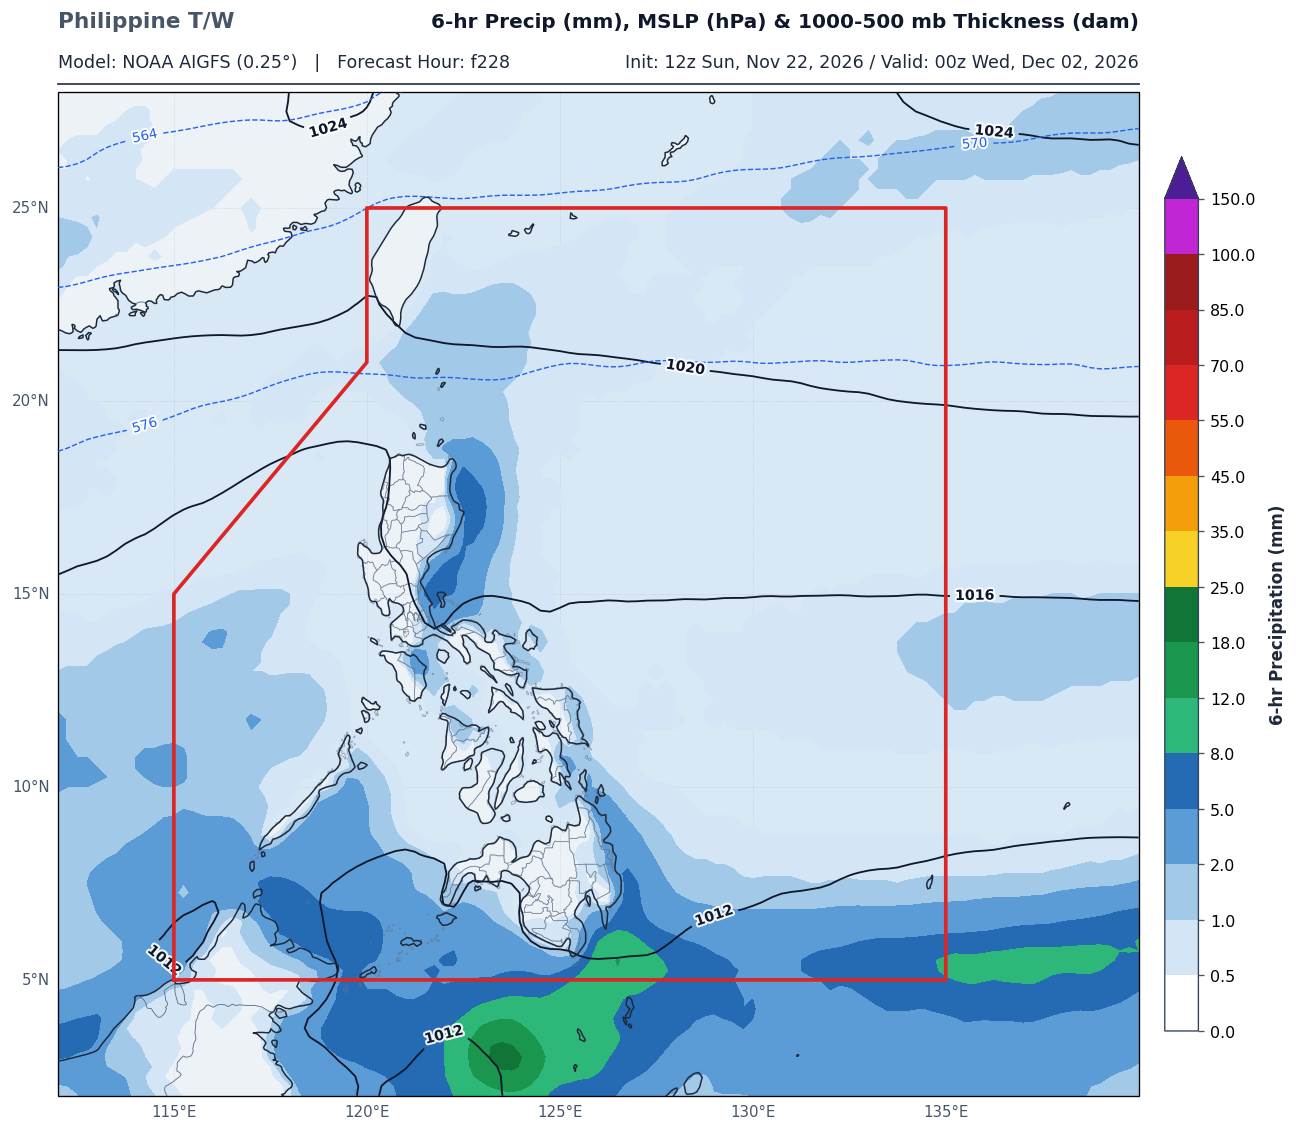 Philippine T/W
6-hr Precip (mm), MSLP (hPa) & 1000-500 mb Thickness (dam)
Model: NOAA AIGFS (0.25°) | Forecast Hour: f228
Init: 12z Sun, Nov 22, 2026 / Valid: 00z Wed, Dec 02, 2026
564
1024
1024
570
576
1020
1016
1012
1012
1012
25°N
20°N
15°N
10°N
5°N
115°E
120°E
125°E
130°E
135°E
150.0
100.0
85.0
70.0
55.0
45.0
35.0
25.0
18.0
12.0
8.0
5.0
2.0
1.0
0.5
0.0
6-hr Precipitation (mm)